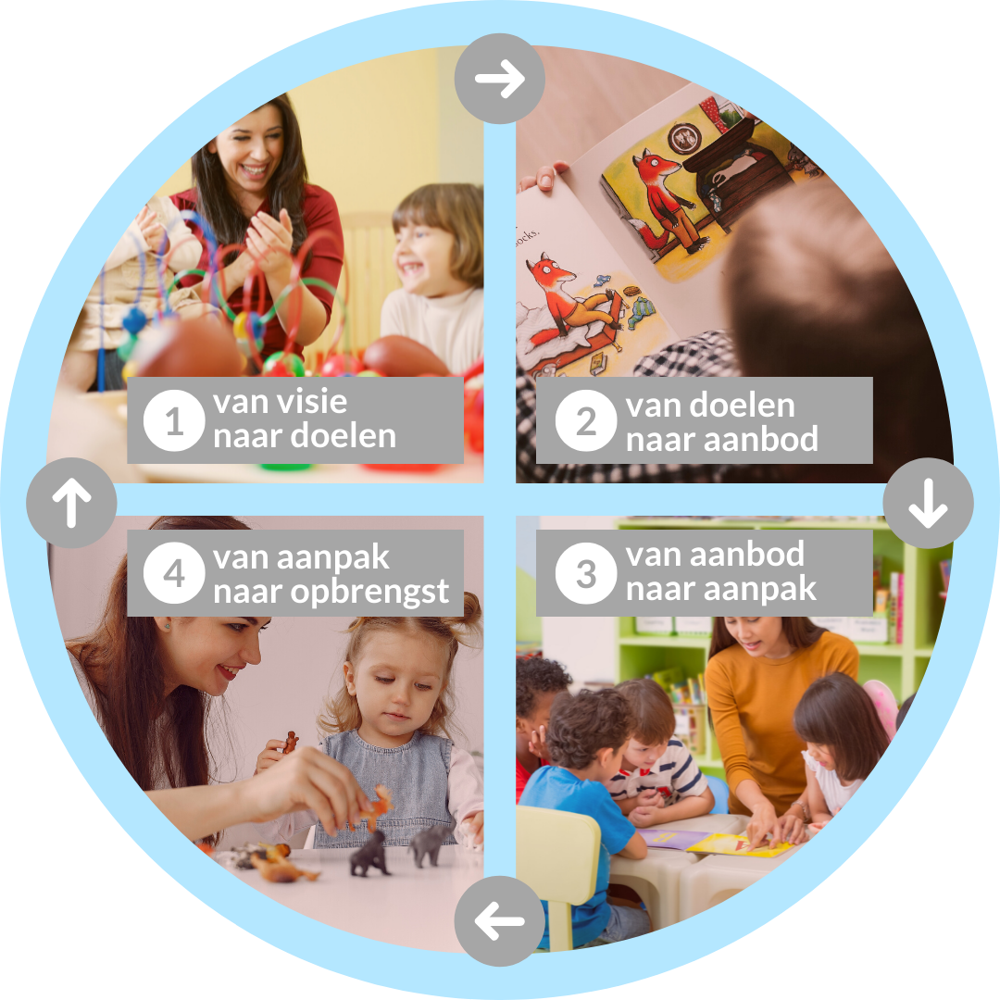 ocks.
1
van visie
naar doelen
2
van doelen
naar aanbod
4
van aanpak
naar opbrengst
3
van aanbod
naar aanpak